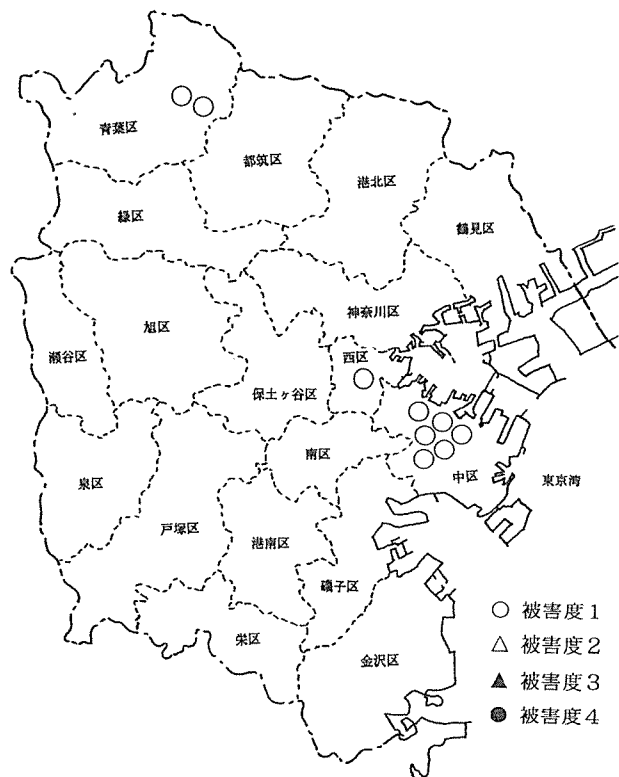 青葉区
都筑区
港北区
緑区
鶴見区
神奈川区
旭区
瀬谷区
西区
保土ヶ谷区
南区
中区
東京湾
泉区
戸塚区
港南区
磯子区
栄区
金沢区
○ 被害度1
△ 被害度2
▲ 被害度3
● 被害度4